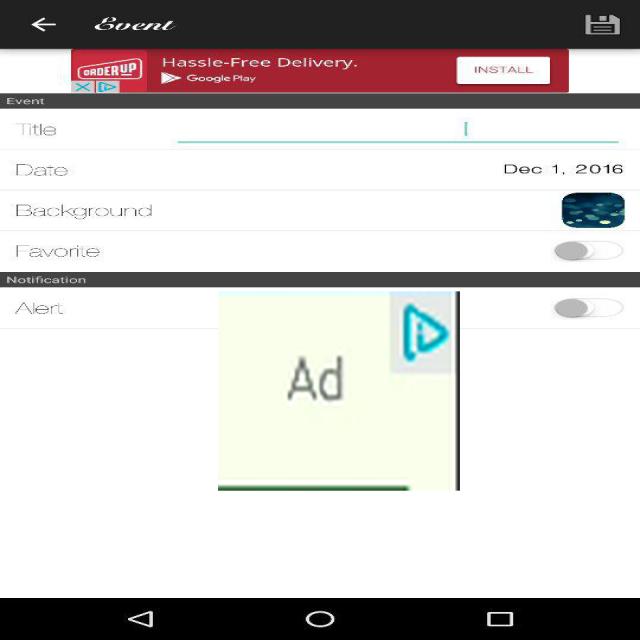 Event
ORDERUP
Hassle-Free Delivery.
Google Play
INSTALL
Event
Title
Date
Dec 1, 2016
Background
Favorite
Notification
Alert
Ad